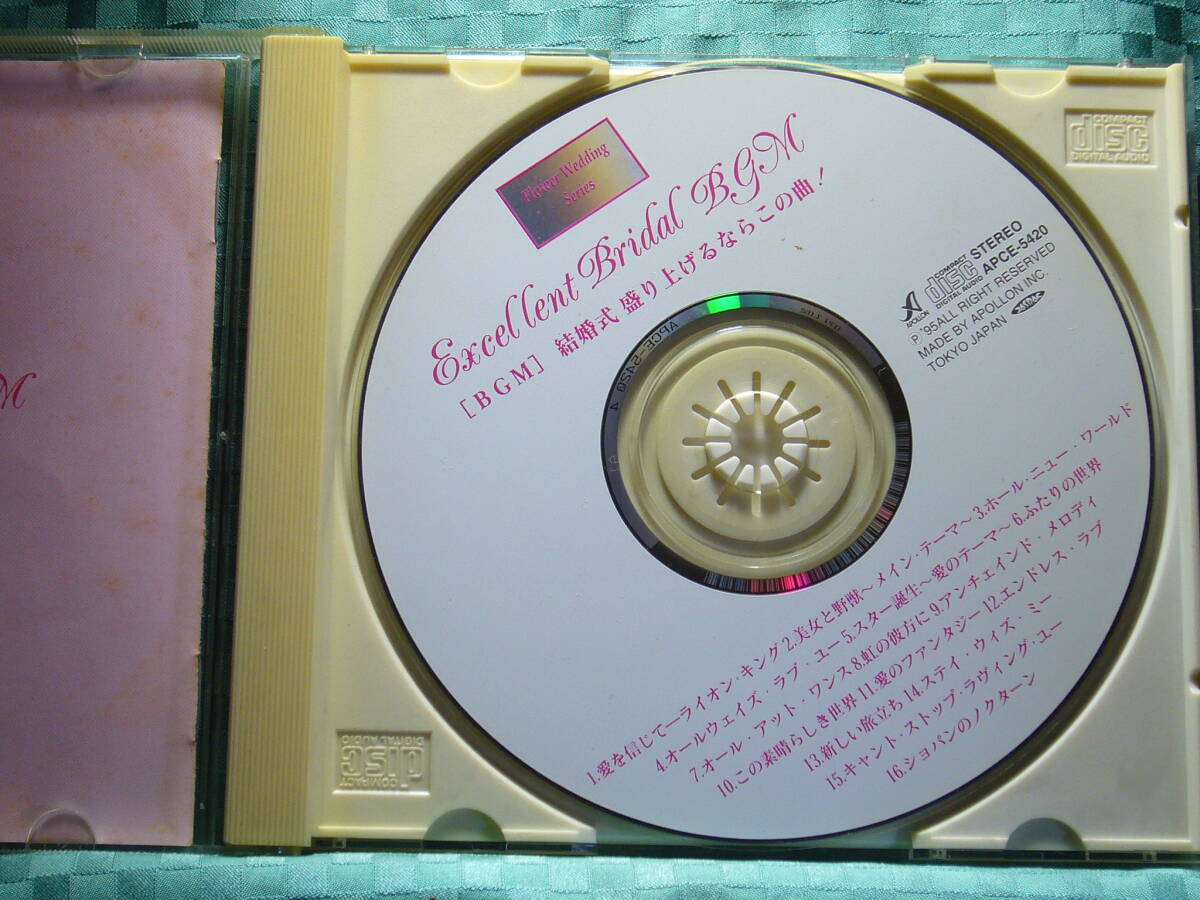 M
Flower Wedding
Series
Excellent Bridal BGM
[BGM] 結婚式 盛り上げるならこの曲!
COMPACT
disc
DIGITAL AUDIO
APOLLON
COMPACT
disc
DIGITAL AUDIO
STEREO
APCE-5420
Ⓟ'95ALL RIGHT RESERVED
MADE BY APOLLON INC.
TOKYO JAPAN
APCE-5420 4
1.愛を信じてーライオン・キング 2.美女と野獣〜メイン・テーマ〜 3.ホール・ニュー・ワールド
4.オールウェイズ・ラブ・ユー 5.スター誕生〜愛のテーマ〜 6.ふたりの世界
7.オール・アット・ワンス 8.虹の彼方に 9.アンチェインド・メロディ
10.この素晴らしき世界 11.愛のファンタジー 12.エンドレス・ラブ
13.新しい旅立ち 14.ステイ・ウィズ・ミー
15.キャント・ストップ・ラヴィング・ユー
16.ショパンのノクターン
COMPACT
disc
DIGITAL AUDIO